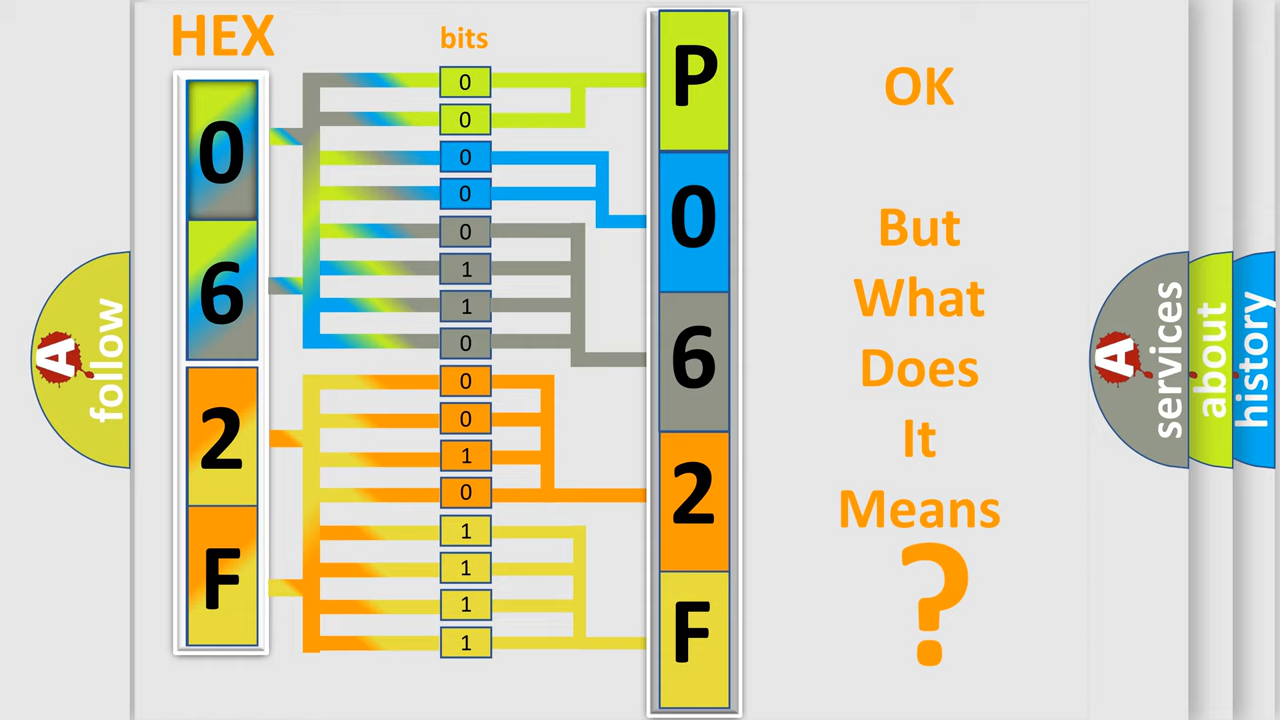 HEX
bits
0
6
2
F
0
0
0
0
0
1
1
0
0
0
1
0
1
1
1
1
P
0
6
2
F
OK
But
What
Does
It
Means
?
A
follow
A
services
about
history